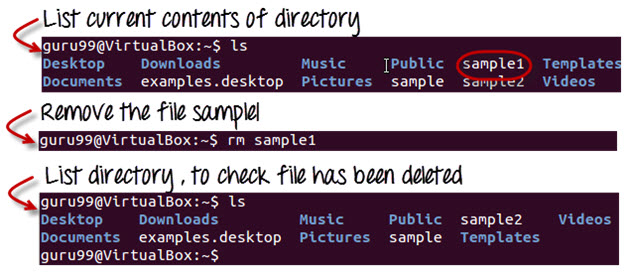 List current contents of directory
guru99@VirtualBox:~$ ls
Desktop Downloads Music Public sample1 Templates
Documents examples.desktop Pictures sample sample2 Videos
Remove the file sample1
guru99@VirtualBox:~$ rm sample1
List directory , to check file has been deleted
guru99@VirtualBox:~$ ls
Desktop Downloads Music Public sample2 Videos
Documents examples.desktop Pictures sample Templates
guru99@VirtualBox:~$